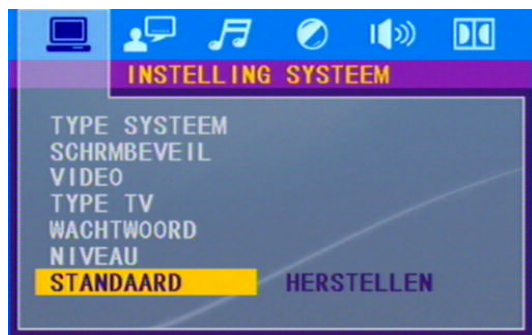 INSTELLING SYSTEEM
TYPE SYSTEEM
SCHRMBEVEIL
VIDEO
TYPE TV
WACHTWOORD
NIVEAU
STANDAARD HERSTELLEN